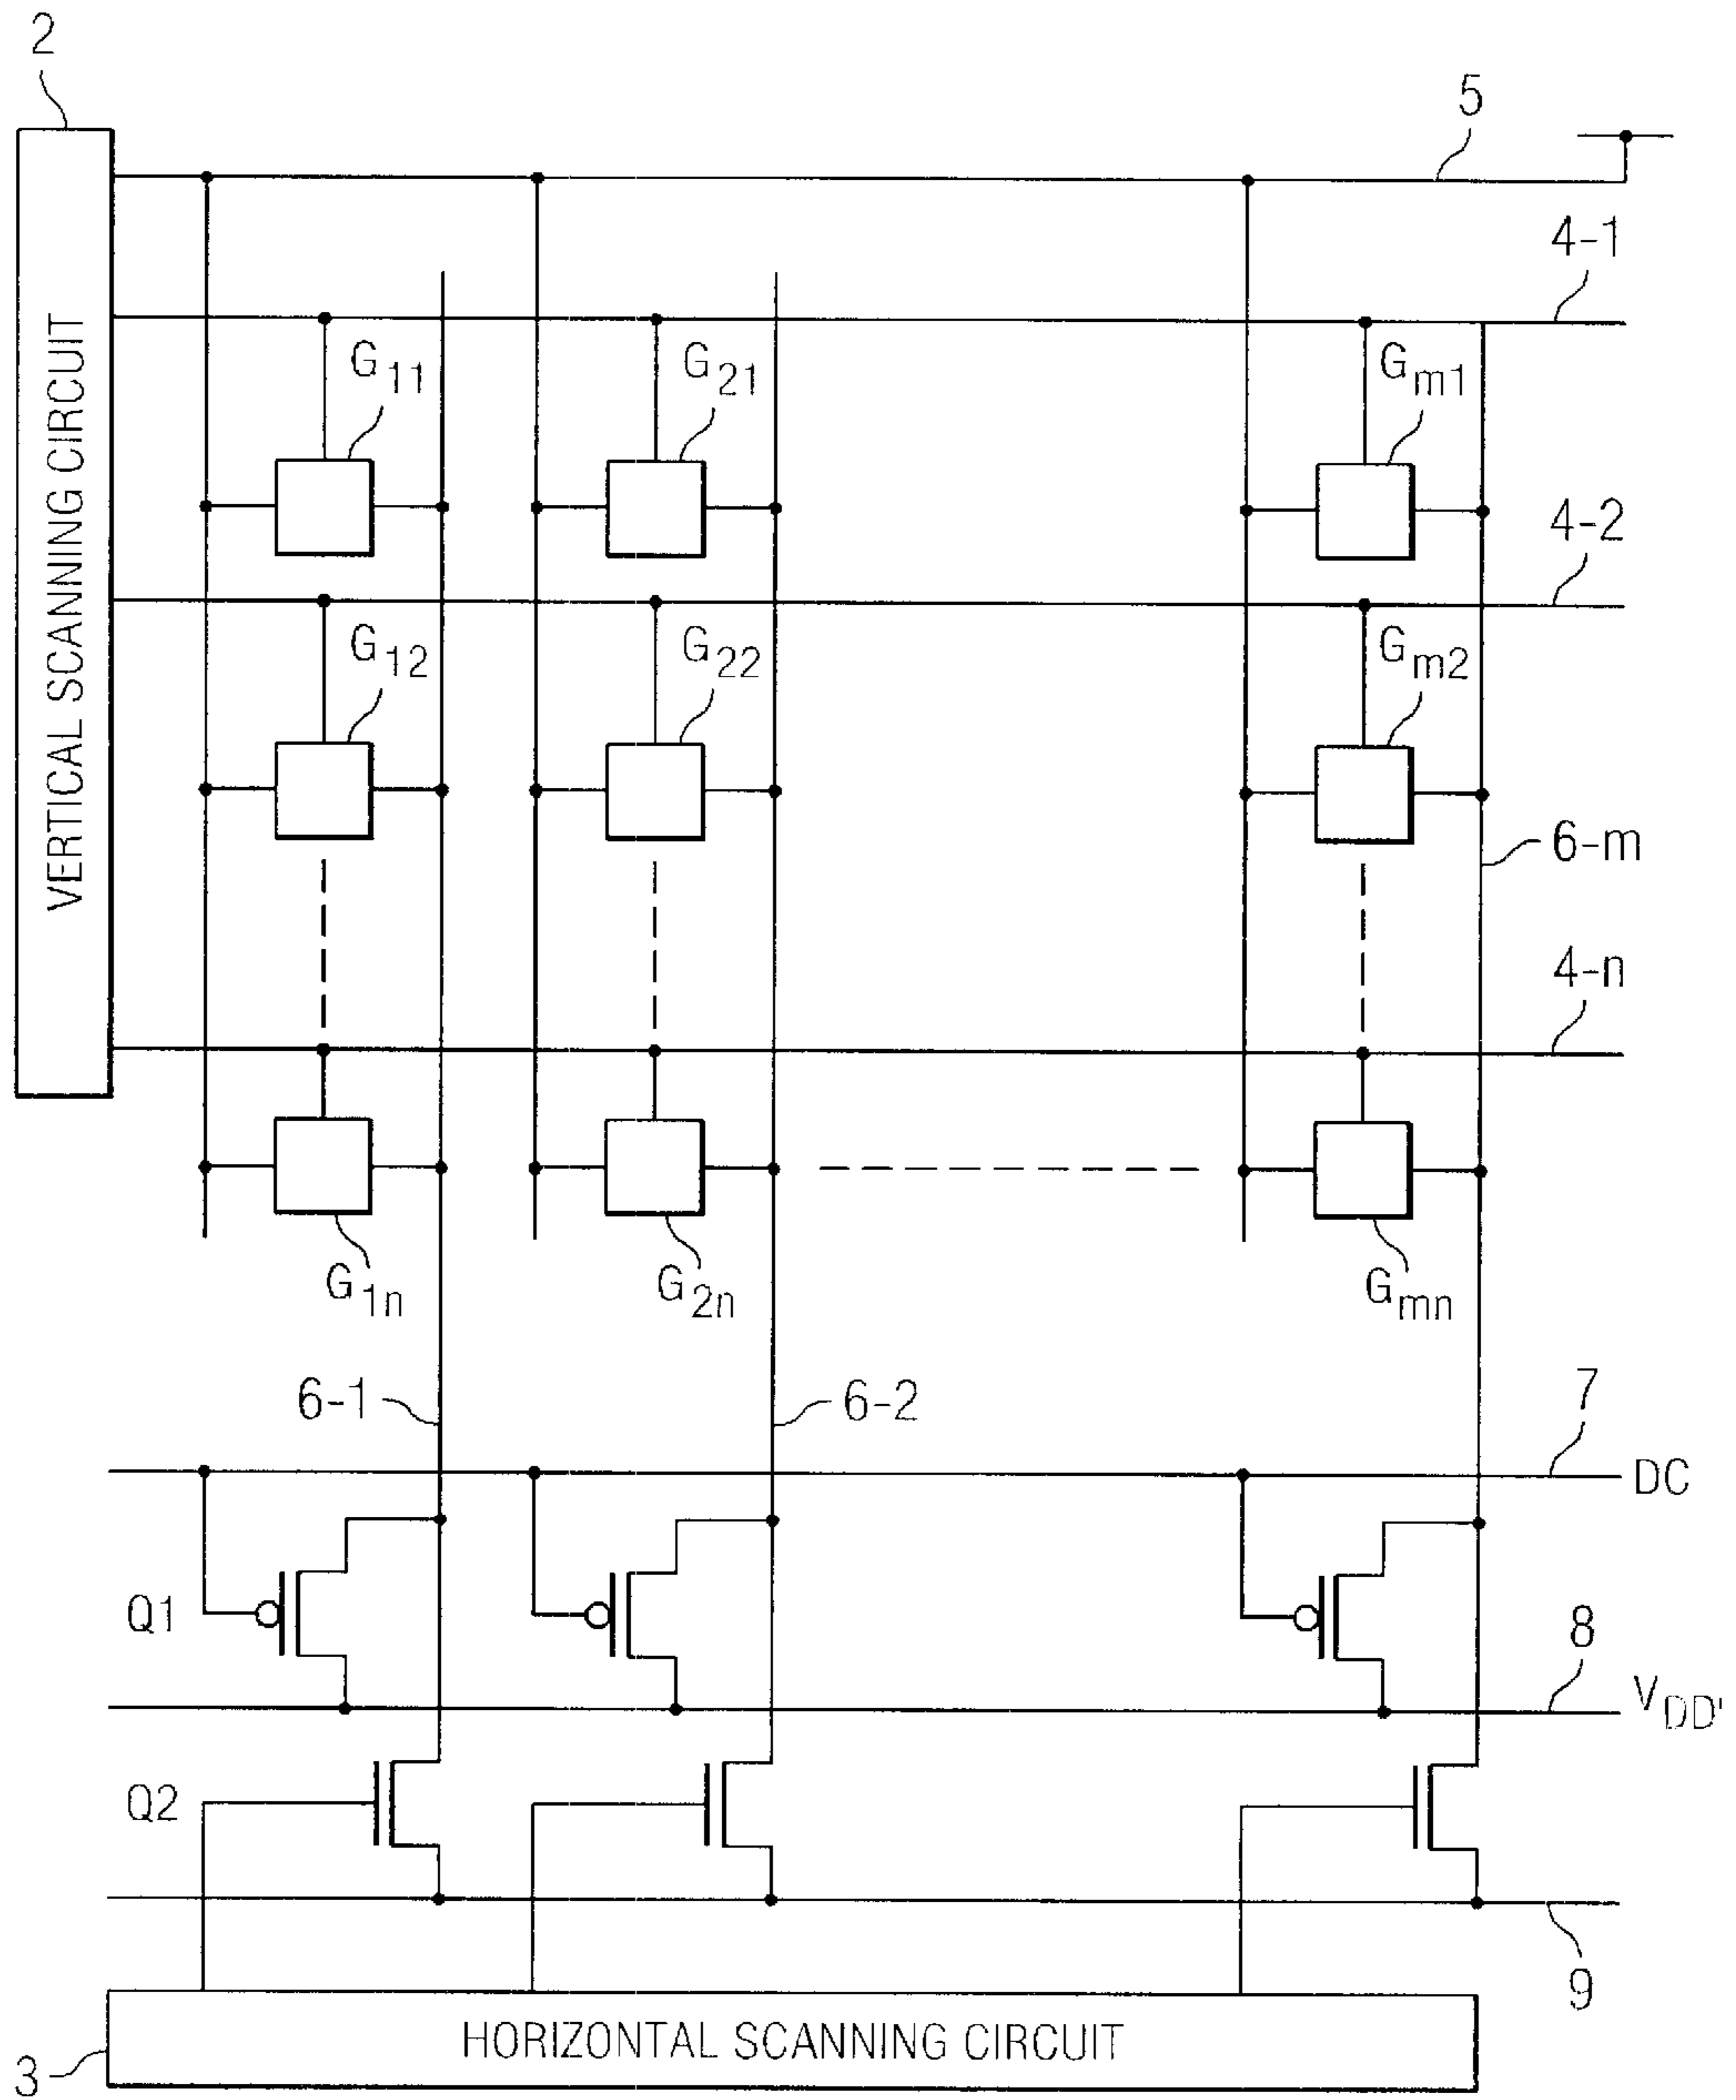 2
5
4-1
G11 G21 Gm1
4-2
G12 G22 Gm2
VERTICAL SCANNING CIRCUIT
6-m
4-n
G1n G2n Gmn
6-1 6-2
7
DC
Q1
8
VDD'
Q2
9
HORIZONTAL SCANNING CIRCUIT
3